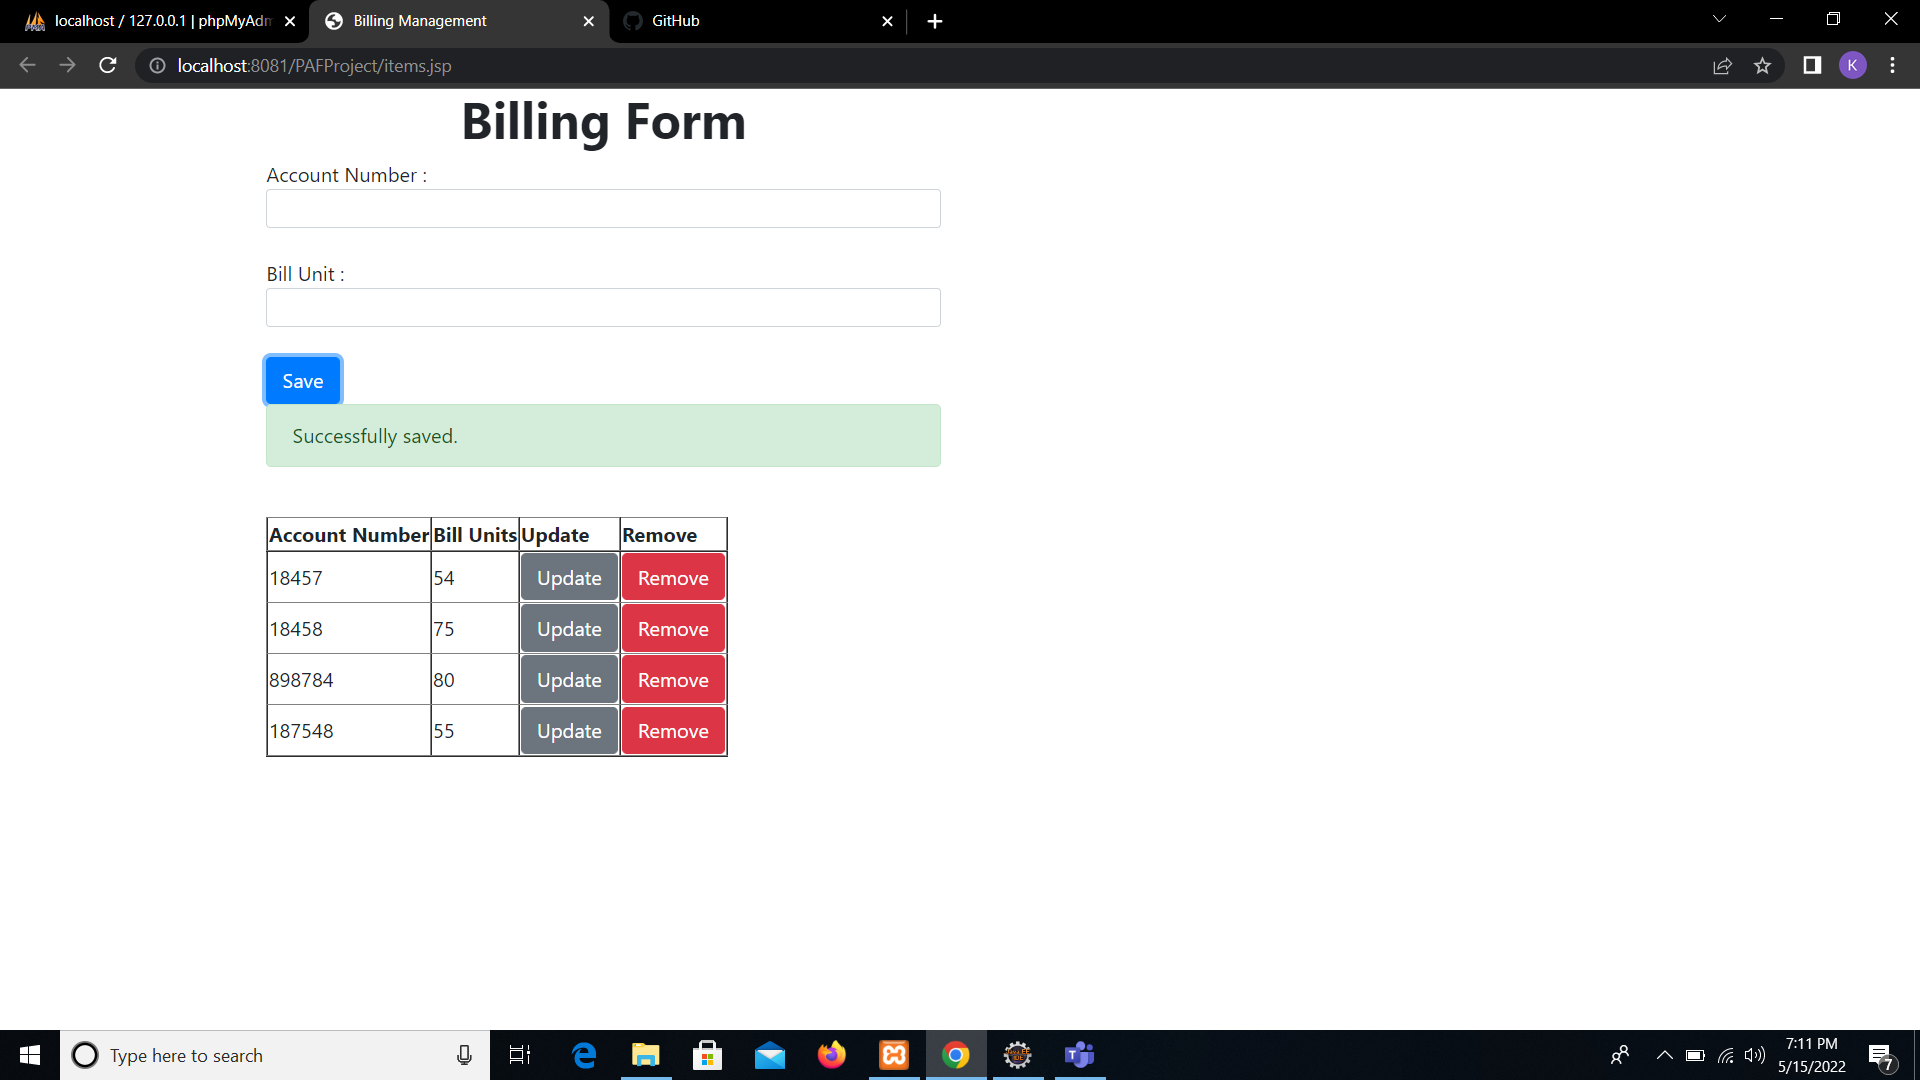 localhost / 127.0.0.1 | phpMyAdm
Billing Management
GitHub
localhost:8081/PAFProject/items.jsp
K
Billing Form
Account Number :
Bill Unit :
Save
Successfully saved.
Account Number Bill Units Update Remove
18457 54 Update Remove
18458 75 Update Remove
898784 80 Update Remove
187548 55 Update Remove
Type here to search
7:11 PM
5/15/2022
7